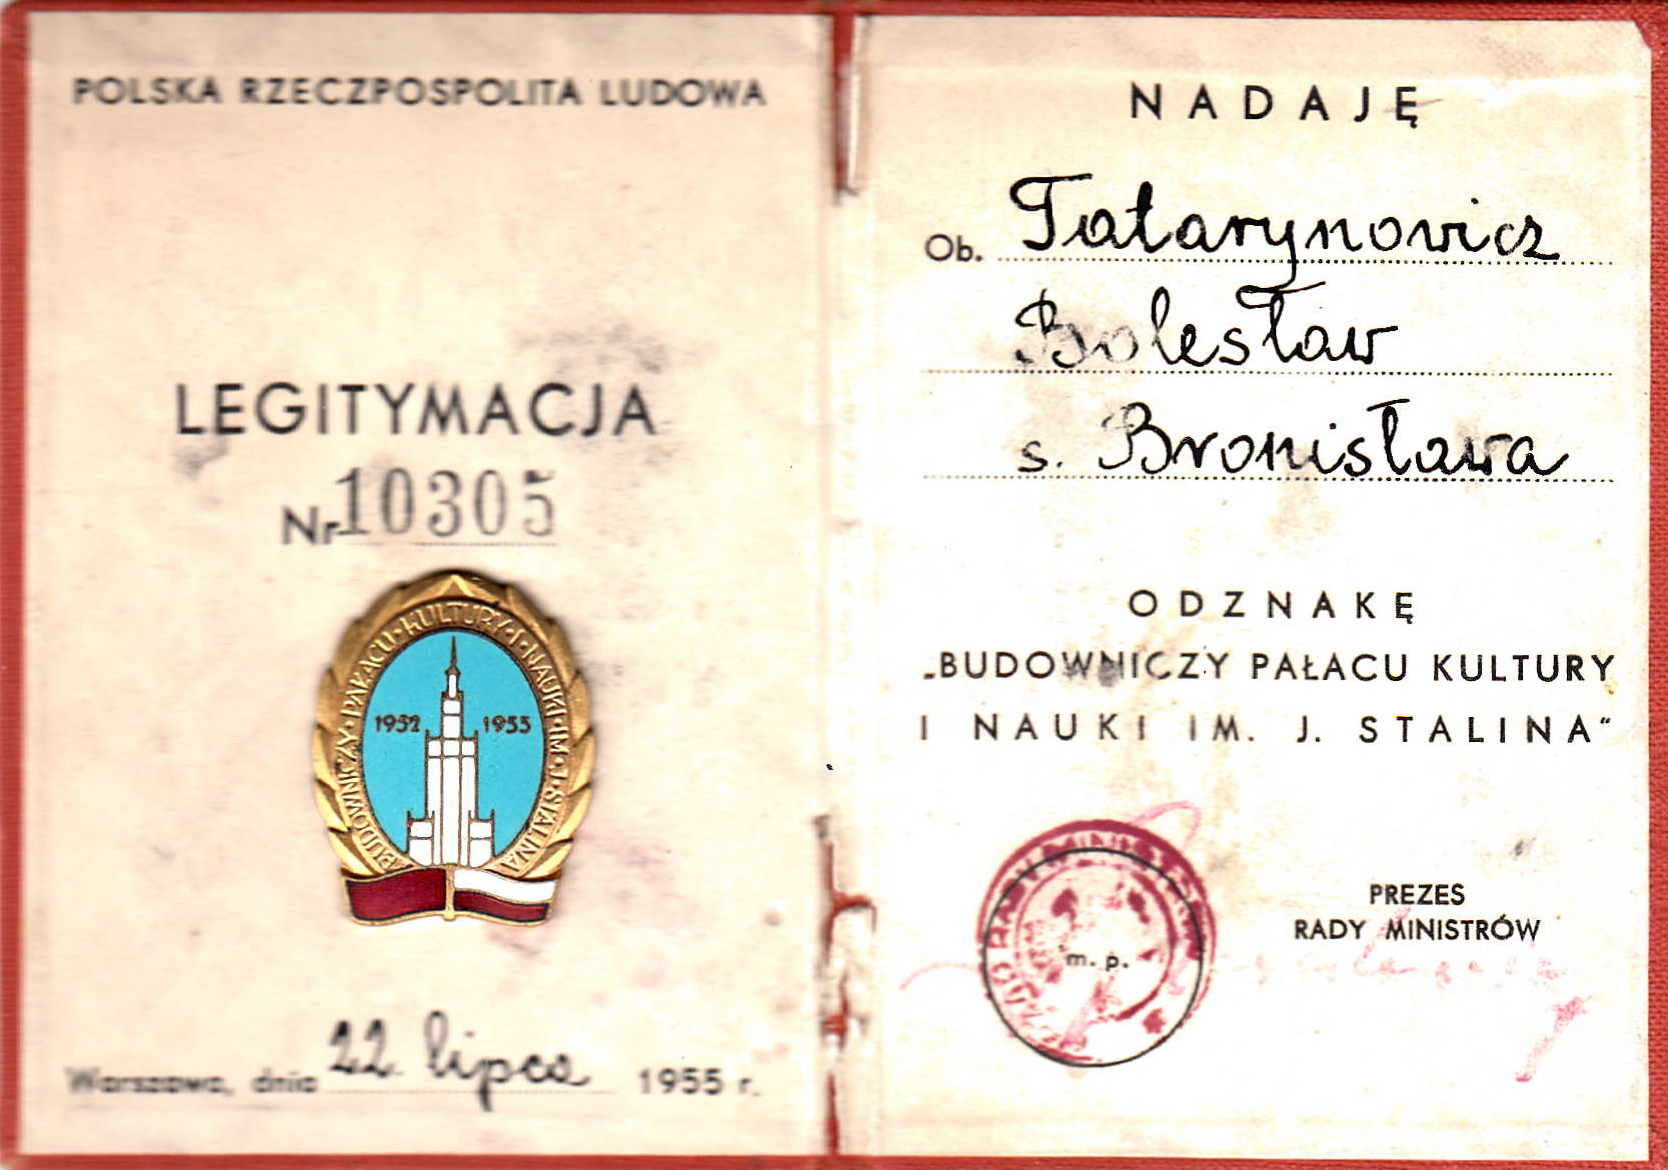 POLSKA RZECZPOSPOLITA LUDOWA
LEGITYMACJA
Nr 10305
BUDOWNICZY · PAŁACU · KULTURY · I · NAUKI · IM · J · STALINA
1952 1955
Warszawa, dnia 22 lipca 1955 r.
NADAJĘ
Ob. Tatarynowicz
Bolesław
s. Bronisława
ODZNAKĘ
„BUDOWNICZY PAŁACU KULTURY
I NAUKI IM. J. STALINA"
m. p.
PREZES
RADY MINISTRÓW